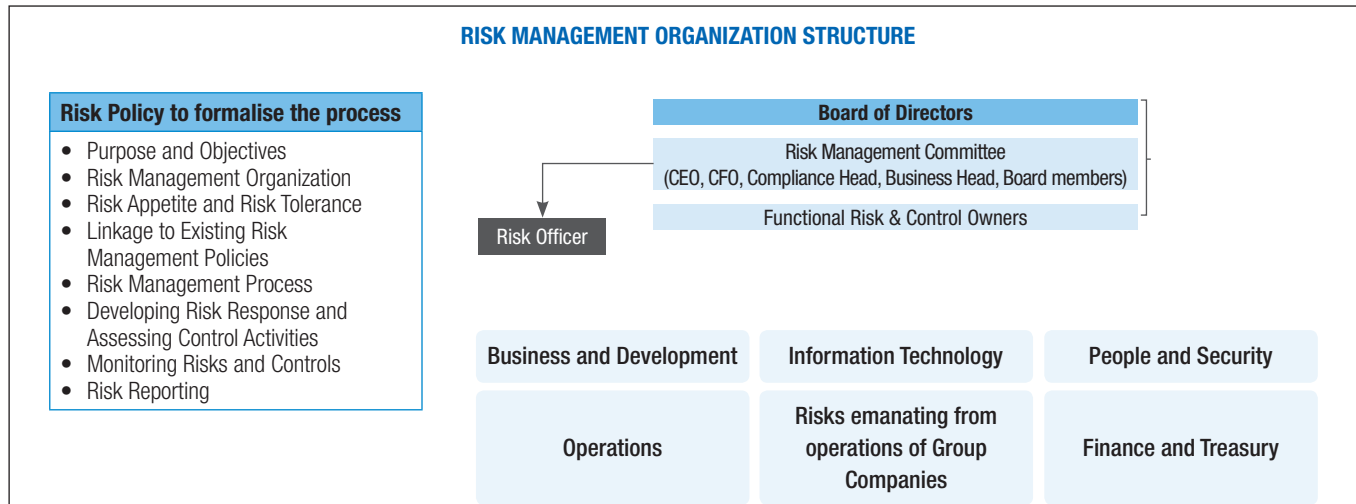 RISK MANAGEMENT ORGANIZATION STRUCTURE
Risk Policy to formalise the process
• Purpose and Objectives
• Risk Management Organization
• Risk Appetite and Risk Tolerance
• Linkage to Existing Risk
Management Policies
• Risk Management Process
• Developing Risk Response and
Assessing Control Activities
• Monitoring Risks and Controls
• Risk Reporting
Board of Directors
Risk Management Committee
(CEO, CFO, Compliance Head, Business Head, Board members)
Functional Risk & Control Owners
Risk Officer
Business and Development
Information Technology
People and Security
Operations
Risks emanating from
operations of Group
Companies
Finance and Treasury